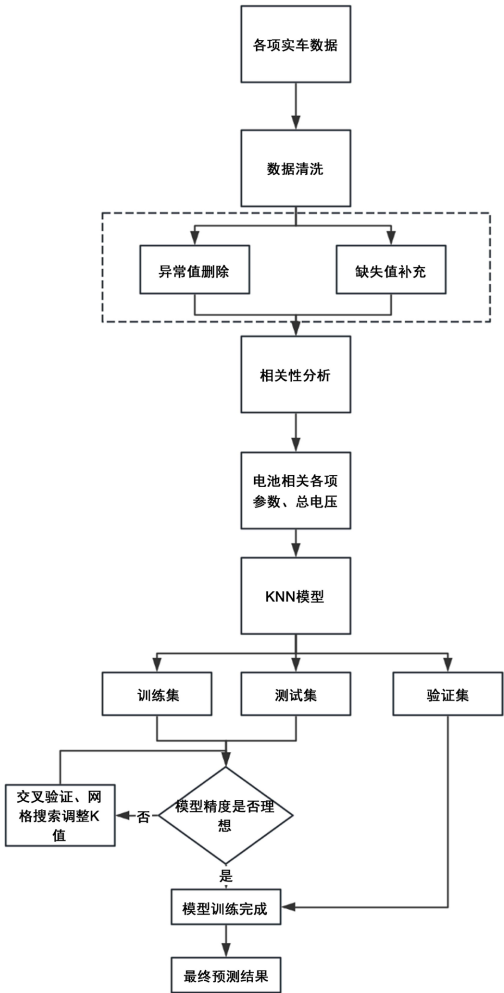 各项实车数据
数据清洗
异常值删除
缺失值补充
相关性分析
电池相关各项
参数、总电压
KNN模型
训练集
测试集
验证集
交叉验证、网
格搜索调整K
值
否
模型精度是否理
想
是
模型训练完成
最终预测结果